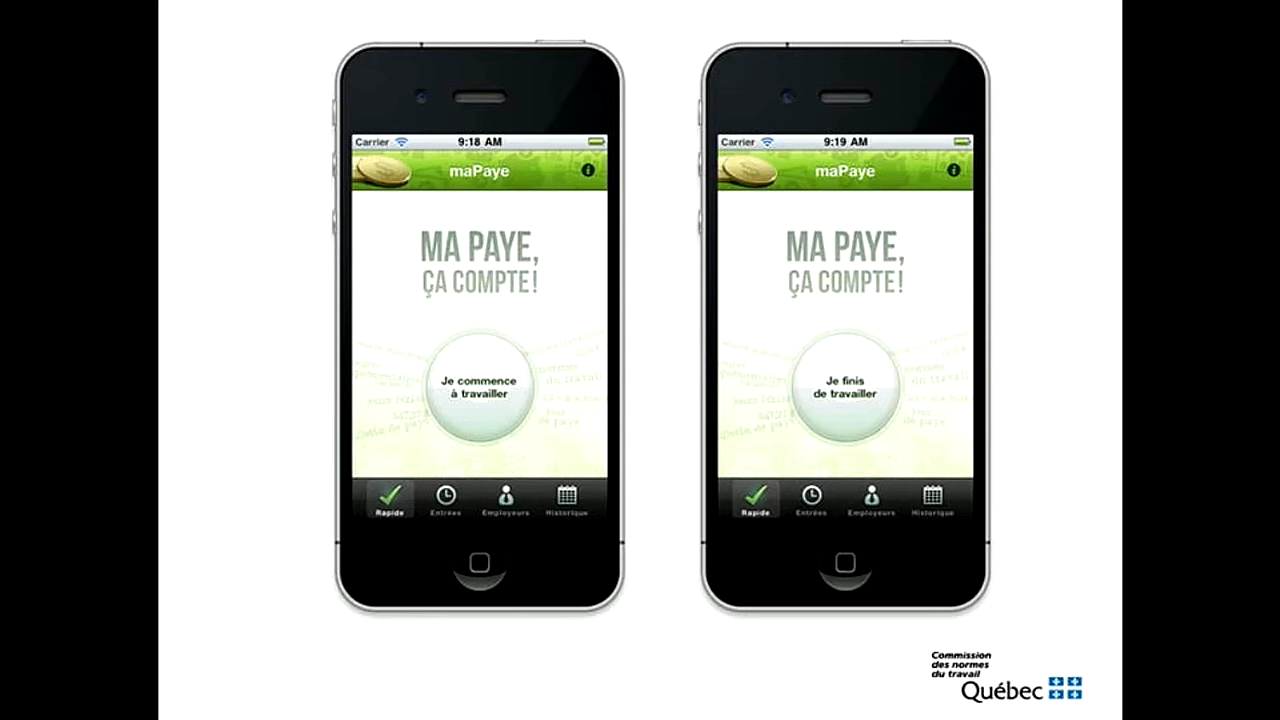 Carrier 9:18 AM
maPaye
MA PAYE,
ÇA COMPTE!
Je commence
à travailler
Rapide Entrées Employeurs Historique
Carrier 9:19 AM
maPaye
MA PAYE,
ÇA COMPTE!
Je finis
de travailler
Rapide Entrées Employeurs Historique
Commission
des normes
du travail
Québec